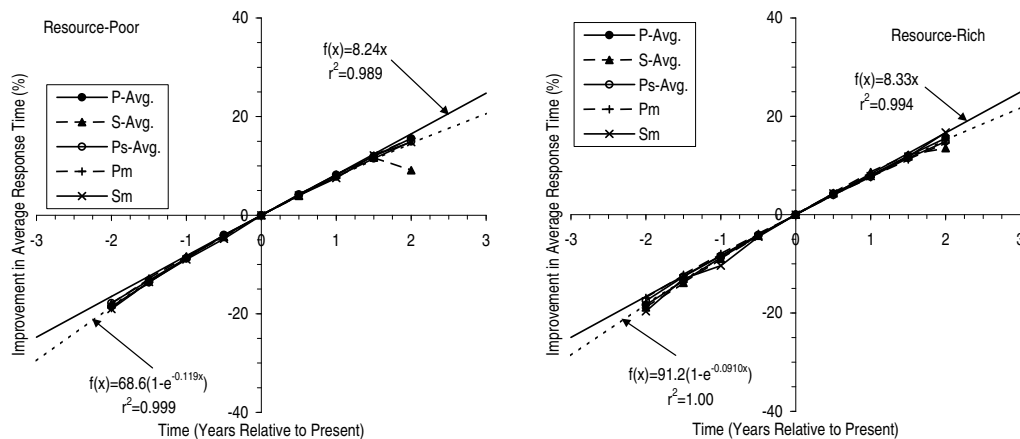 Resource-Poor
40
f(x)=8.24x
r²=0.989
P-Avg.
S-Avg.
Ps-Avg.
Pm
Sm
20
0
-3
-2
-1
0
1
2
3
-20
f(x)=68.6(1-e^-0.119x)
r²=0.999
-40
Improvement in Average Response Time (%)
Time (Years Relative to Present)
Resource-Rich
40
P-Avg.
S-Avg.
Ps-Avg.
Pm
Sm
f(x)=8.33x
r²=0.994
20
0
-3
-2
-1
0
1
2
3
-20
f(x)=91.2(1-e^-0.0910x)
r²=1.00
-40
Improvement in Average Response Time (%)
Time (Years Relative to Present)